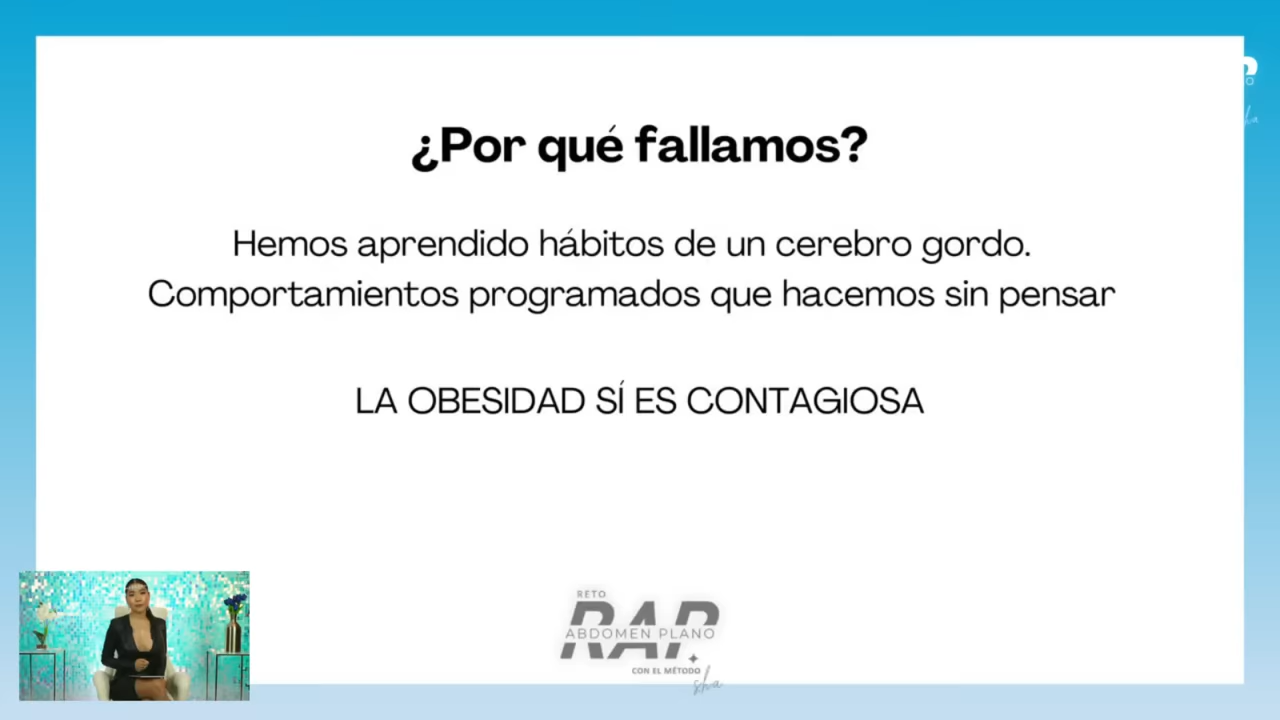 ¿Por qué fallamos?
Hemos aprendido hábitos de un cerebro gordo.
Comportamientos programados que hacemos sin pensar
LA OBESIDAD SÍ ES CONTAGIOSA
RETO
RAP
ABDOMEN PLANO
CON EL MÉTODO
sha